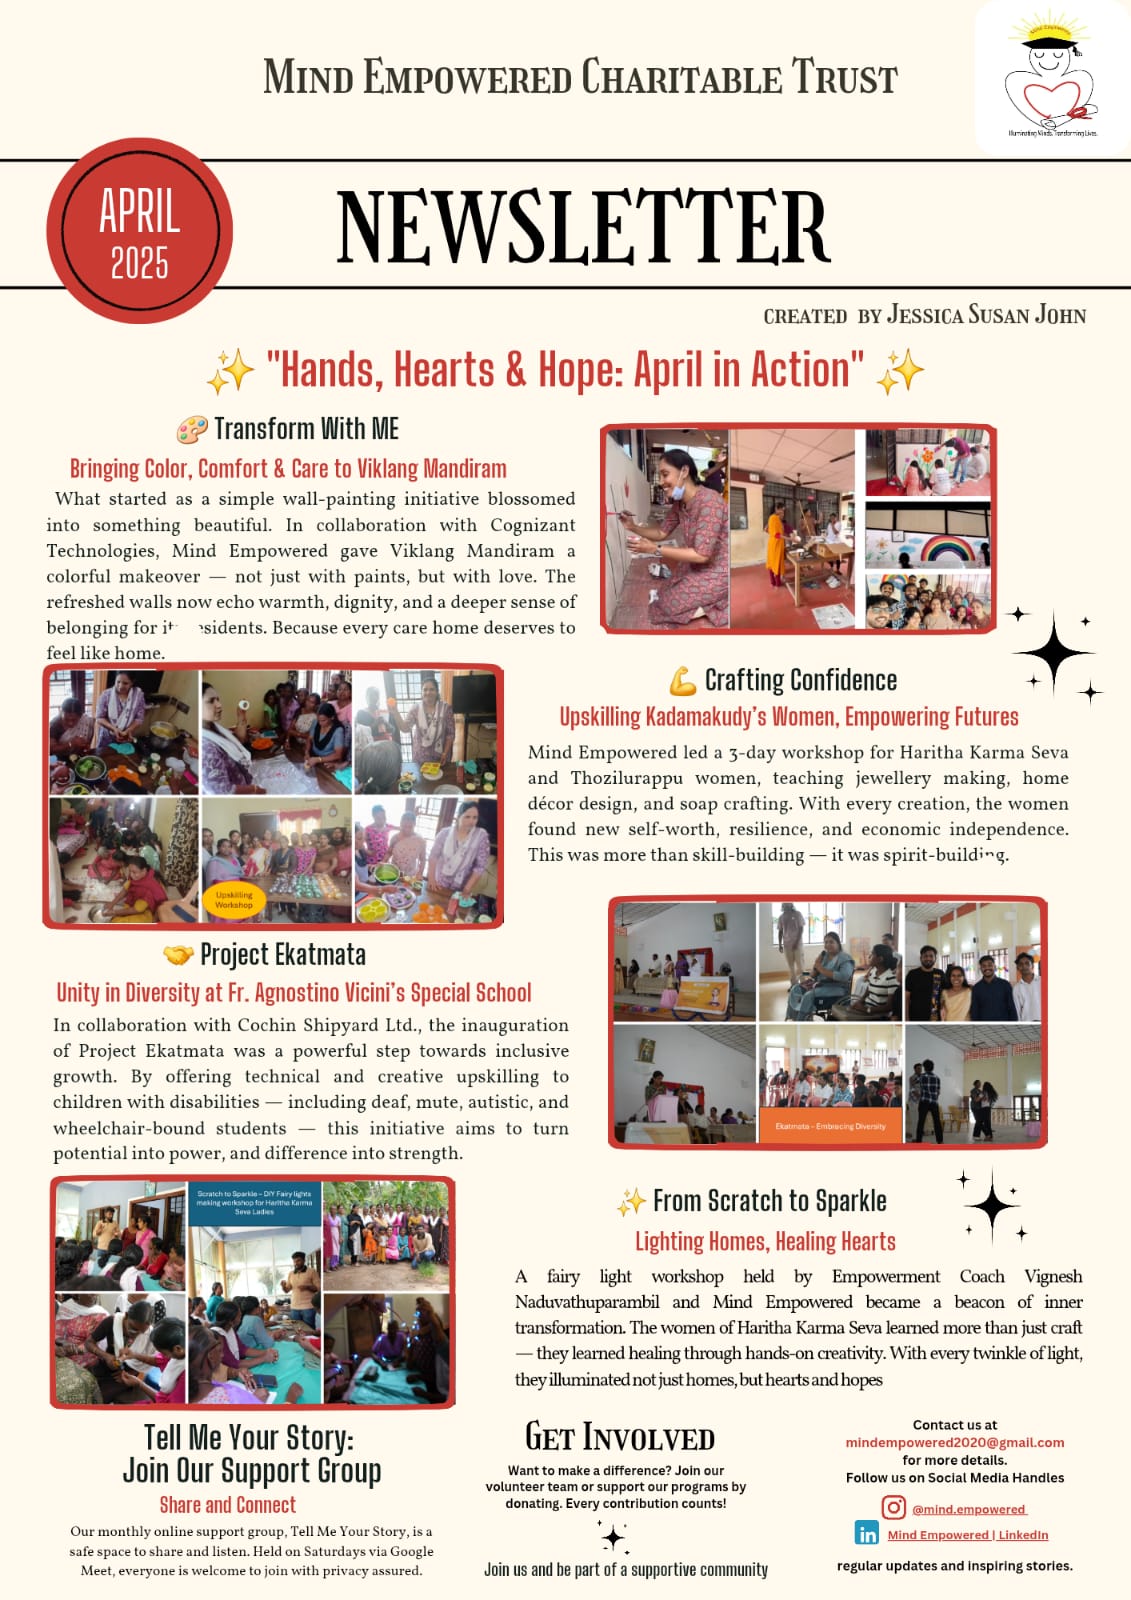 Mind Empowered Charitable Trust
Mind Empowered
Illuminating Minds, Transforming Lives.
APRIL
2025
NEWSLETTER
CREATED BY JESSICA SUSAN JOHN
✨ "Hands, Hearts & Hope: April in Action" ✨
🎨 Transform With ME
Bringing Color, Comfort & Care to Viklang Mandiram
What started as a simple wall-painting initiative blossomed
into something beautiful. In collaboration with Cognizant
Technologies, Mind Empowered gave Viklang Mandiram a
colorful makeover — not just with paints, but with love. The
refreshed walls now echo warmth, dignity, and a deeper sense of
belonging for its residents. Because every care home deserves to
feel like home.
💪 Crafting Confidence
Upskilling Kadamakudy's Women, Empowering Futures
Mind Empowered led a 3-day workshop for Haritha Karma Seva
and Thozilurappu women, teaching jewellery making, home
décor design, and soap crafting. With every creation, the women
found new self-worth, resilience, and economic independence.
This was more than skill-building — it was spirit-building.
Upskilling
Workshop
🤝 Project Ekatmata
Unity in Diversity at Fr. Agnostino Vicini's Special School
In collaboration with Cochin Shipyard Ltd., the inauguration
of Project Ekatmata was a powerful step towards inclusive
growth. By offering technical and creative upskilling to
children with disabilities — including deaf, mute, autistic, and
wheelchair-bound students — this initiative aims to turn
potential into power, and difference into strength.
Ekatmata – Embracing Diversity
Scratch to Sparkle – DIY Fairy lights
making workshop for Haritha Karma
Seva Ladies
✨ From Scratch to Sparkle
Lighting Homes, Healing Hearts
A fairy light workshop held by Empowerment Coach Vignesh
Naduvathuparambil and Mind Empowered became a beacon of inner
transformation. The women of Haritha Karma Seva learned more than just craft
— they learned healing through hands-on creativity. With every twinkle of light,
they illuminated not just homes, but hearts and hopes
Tell Me Your Story:
Join Our Support Group
Share and Connect
Our monthly online support group, Tell Me Your Story, is a
safe space to share and listen. Held on Saturdays via Google
Meet, everyone is welcome to join with privacy assured.
Get Involved
Want to make a difference? Join our
volunteer team or support our programs by
donating. Every contribution counts!
Join us and be part of a supportive community
Contact us at
mindempowered2020@gmail.com
for more details.
Follow us on Social Media Handles
@mind.empowered
in Mind Empowered | LinkedIn
regular updates and inspiring stories.